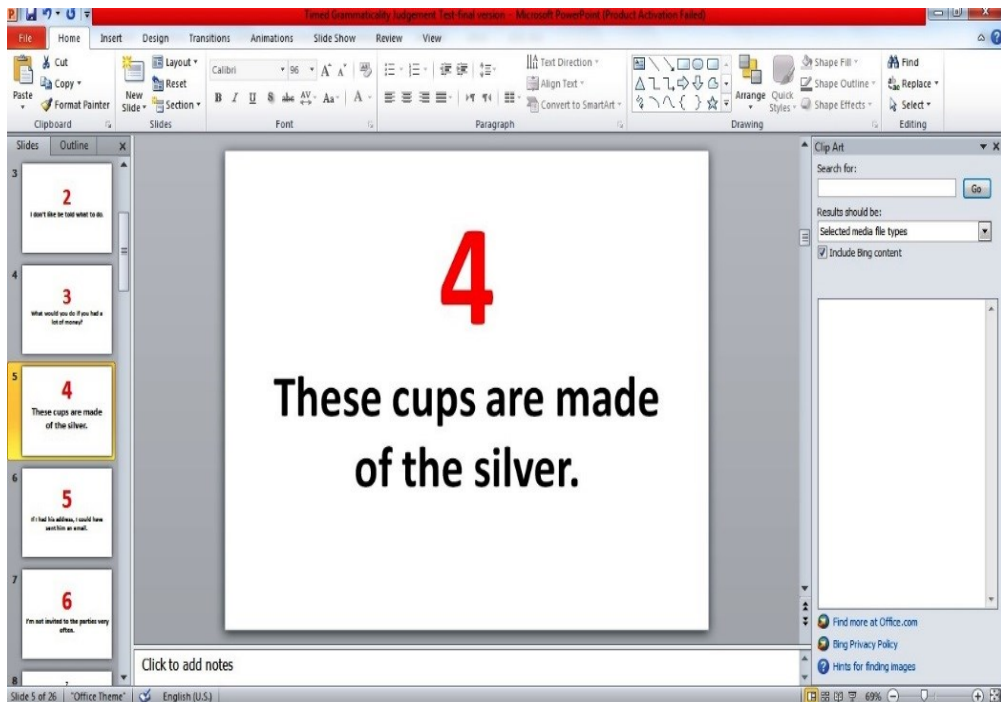 Timed Grammaticality Judgement Test-final version - Microsoft PowerPoint (Product Activation Failed)
File Home Insert Design Transitions Animations Slide Show Review View
Cut
Copy
Format Painter
Paste
Clipboard
New Slide
Layout
Reset
Section
Slides
Calibri 96
Font
Text Direction
Align Text
Convert to SmartArt
Paragraph
Arrange
Quick Styles
Shape Fill
Shape Outline
Shape Effects
Drawing
Find
Replace
Select
Editing
Slides Outline
3
2
I don't like be told what to do.
4
3
What would you do if you had a
lot of money?
5
4
These cups are made
of the silver.
6
5
If I had his address, I could have
sent him an email.
7
6
I'm not invited to the parties very
often.
8
4
These cups are made
of the silver.
Click to add notes
Clip Art
Search for:
Go
Results should be:
Selected media file types
Include Bing content
Find more at Office.com
Bing Privacy Policy
Hints for finding images
Slide 5 of 26 "Office Theme" English (U.S.) 69%